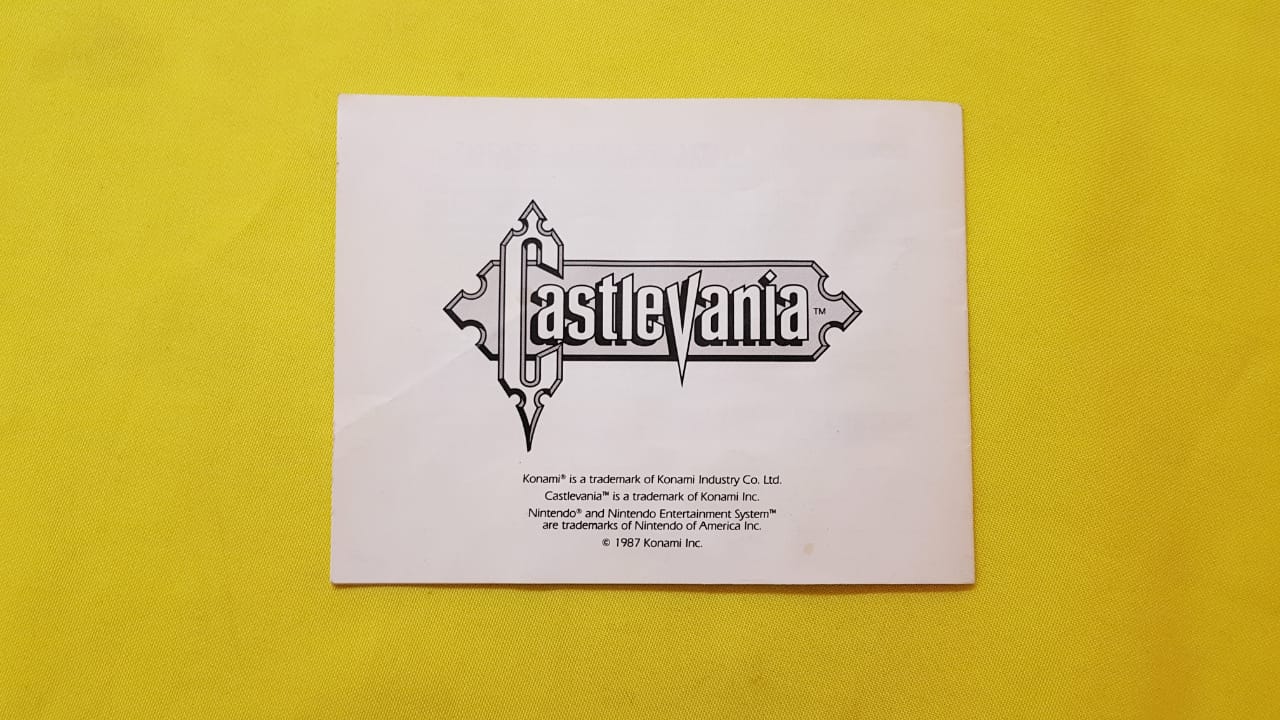 Castlevania™
Konami® is a trademark of Konami Industry Co. Ltd.
Castlevania™ is a trademark of Konami Inc.
Nintendo® and Nintendo Entertainment System™
are trademarks of Nintendo of America Inc.
© 1987 Konami Inc.